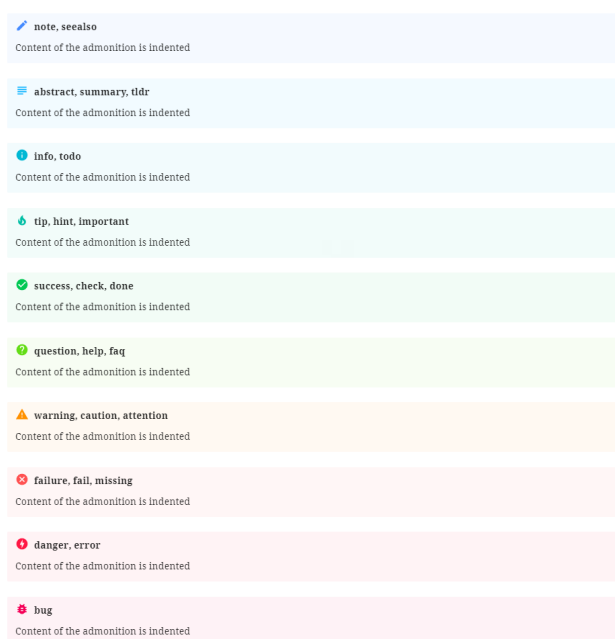 note, seealso
Content of the admonition is indented
abstract, summary, tldr
Content of the admonition is indented
info, todo
Content of the admonition is indented
tip, hint, important
Content of the admonition is indented
success, check, done
Content of the admonition is indented
question, help, faq
Content of the admonition is indented
warning, caution, attention
Content of the admonition is indented
failure, fail, missing
Content of the admonition is indented
danger, error
Content of the admonition is indented
bug
Content of the admonition is indented